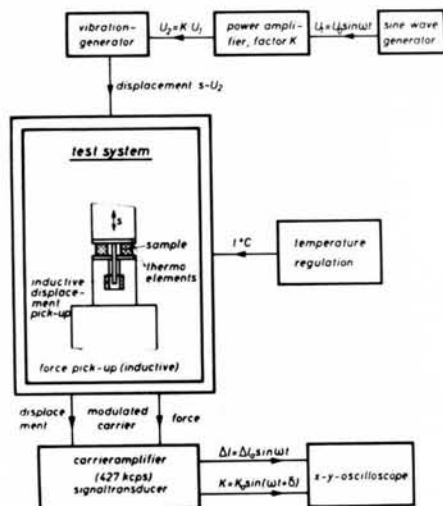 vibration-
generator
U₂=K U₁
power ampli-
fier, factor K
U₁=U₀sinωt
sine wave
generator
displacement s~U₂
test system
s
sample
thermo
elements
inductive
displace-
ment
pick-up
force pick-up (inductive)
t °C
temperature
regulation
displace
ment
modulated
carrier
force
carrieramplifier
(427 kcps)
signaltransducer
Δl=Δl₀sin ωt
K=K₀sin(ωt+δ)
x-y-oscilloscope